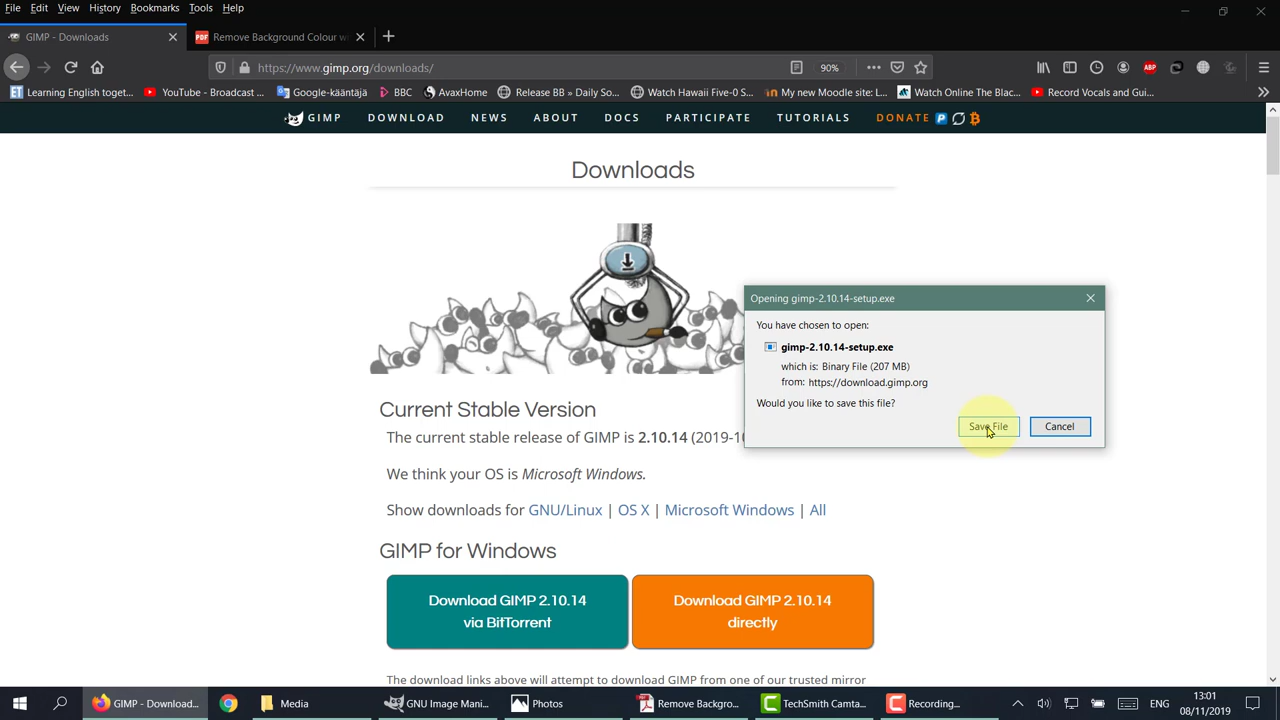 File Edit View History Bookmarks Tools Help
GIMP - Downloads
PDF Remove Background Colour w
https://www.gimp.org/downloads/ 90% ABP
ET Learning English toget... YouTube - Broadcast ... Google-kääntäjä BBC AvaxHome Release BB » Daily So... Watch Hawaii Five-0 S... My new Moodle site: L... Watch Online The Blac... Record Vocals and Gui...
GIMP DOWNLOAD NEWS ABOUT DOCS PARTICIPATE TUTORIALS DONATE
Downloads
Opening gimp-2.10.14-setup.exe
You have chosen to open:
gimp-2.10.14-setup.exe
which is: Binary File (207 MB)
from: https://download.gimp.org
Would you like to save this file?
Save File Cancel
Current Stable Version
The current stable release of GIMP is 2.10.14 (2019-10
We think your OS is Microsoft Windows.
Show downloads for GNU/Linux | OS X | Microsoft Windows | All
GIMP for Windows
Download GIMP 2.10.14
via BitTorrent
Download GIMP 2.10.14
directly
The download links above will attempt to download GIMP from one of our trusted mirror
GIMP - Download... Media GNU Image Mani... Photos Remove Backgro... TechSmith Camta... Recording... ENG 13:01
08/11/2019